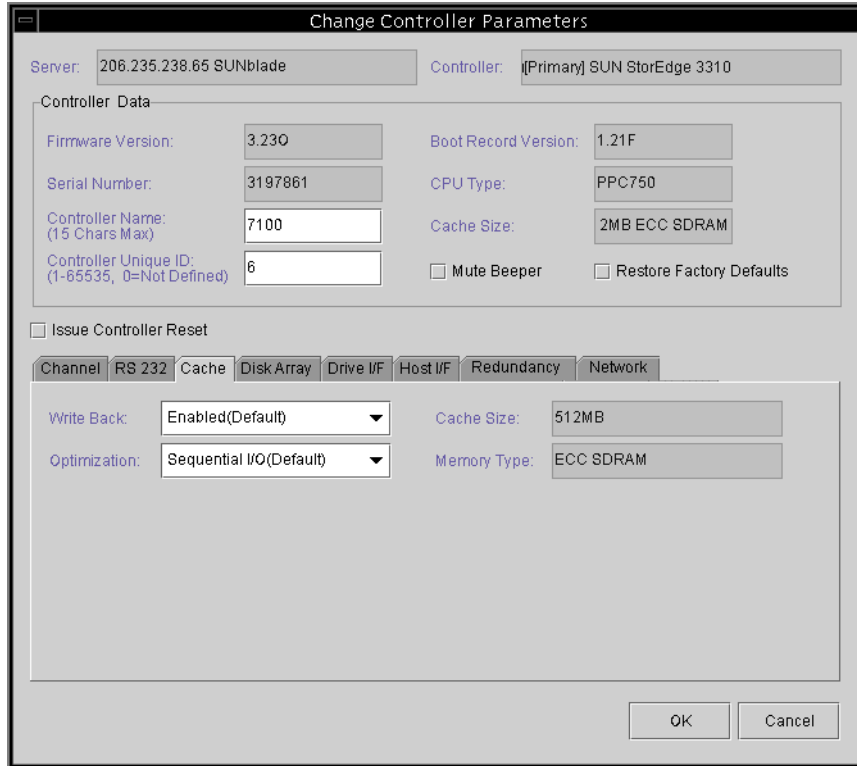 Change Controller Parameters
Server: 206.235.238.65 SUNblade Controller: [Primary] SUN StorEdge 3310
Controller Data
Firmware Version: 3.23Q Boot Record Version: 1.21F
Serial Number: 3197861 CPU Type: PPC750
Controller Name: (15 Chars Max) 7100 Cache Size: 2MB ECC SDRAM
Controller Unique ID: (1-65535, 0=Not Defined) 6 Mute Beeper Restore Factory Defaults
Issue Controller Reset
Channel RS 232 Cache Disk Array Drive I/F Host I/F Redundancy Network
Write Back: Enabled(Default) Cache Size: 512MB
Optimization: Sequential I/O(Default) Memory Type: ECC SDRAM
OK Cancel